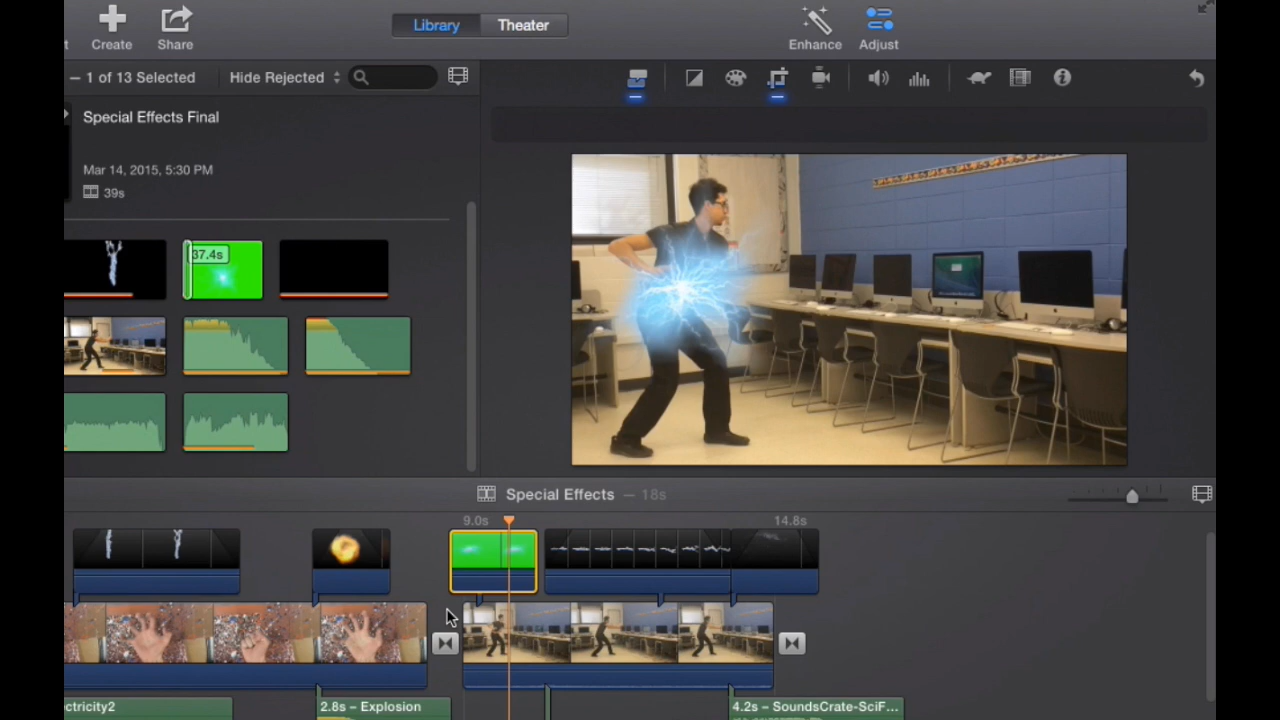 Library Theater
Create Share Enhance Adjust
— 1 of 13 Selected Hide Rejected
Special Effects Final
Mar 14, 2015, 5:30 PM
39s
37.4s
Special Effects — 18s
9.0s 14.8s
ctricity2 2.8s – Explosion 4.2s – SoundsCrate-SciF...